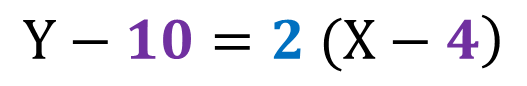 Y – 10 = 2 (X – 4)